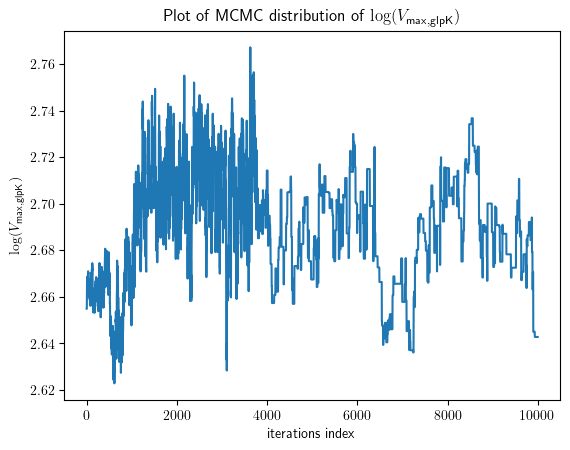 Plot of MCMC distribution of log(V_max,glpK)
2.76
2.74
2.72
2.70
2.68
2.66
2.64
2.62
log(V_max,glpK)
0 2000 4000 6000 8000 10000
iterations index